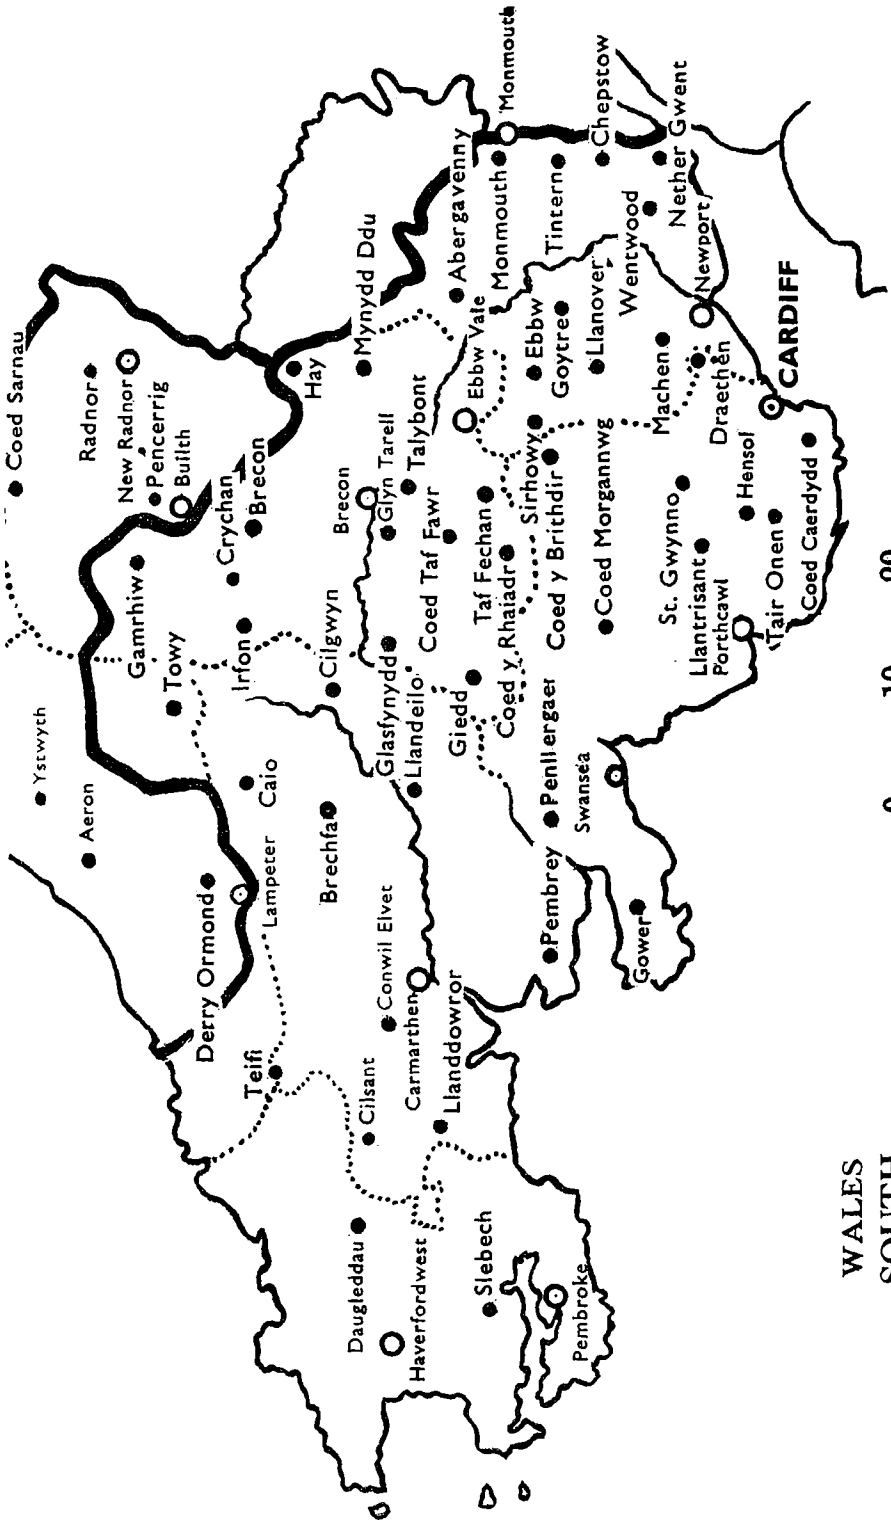 Coed Sarnau
Ystwyth
Radnor
Aeron
New Radnor
Pencerrig
Builth
Gamrhiw
Towy
Crychan
Brecon
Irfon
Derry Ormond
Lampeter
Caio
Teifi
Hay
Cilgwyn
Brechfa
Mynydd Ddu
Brecon
Glyn Tarell
Talybont
Glasfynydd
Llandeilo
Coed Taf Fawr
Conwil Elvet
Carmarthen
Cilsant
Llanddowror
Daugleddau
Haverfordwest
Slebech
Pembroke
Abergavenny
Monmouth
Monmouth
Ebbw Vale
Taf Fechan
Giedd
Coed y Rhaiadr
Sirhowy
Ebbw
Goytre
Tintern
Coed y Brithdir
Penllergaer
Pembrey
Llanover
Chepstow
Coed Morgannwg
Swansea
Gower
Wentwood
Nether Gwent
Newport
Machen
Draethen
St. Gwynno
Llantrisant
Porthcawl
Hensol
Tair Onen
Coed Caerdydd
CARDIFF
0 10 20
WALES
SOUTH